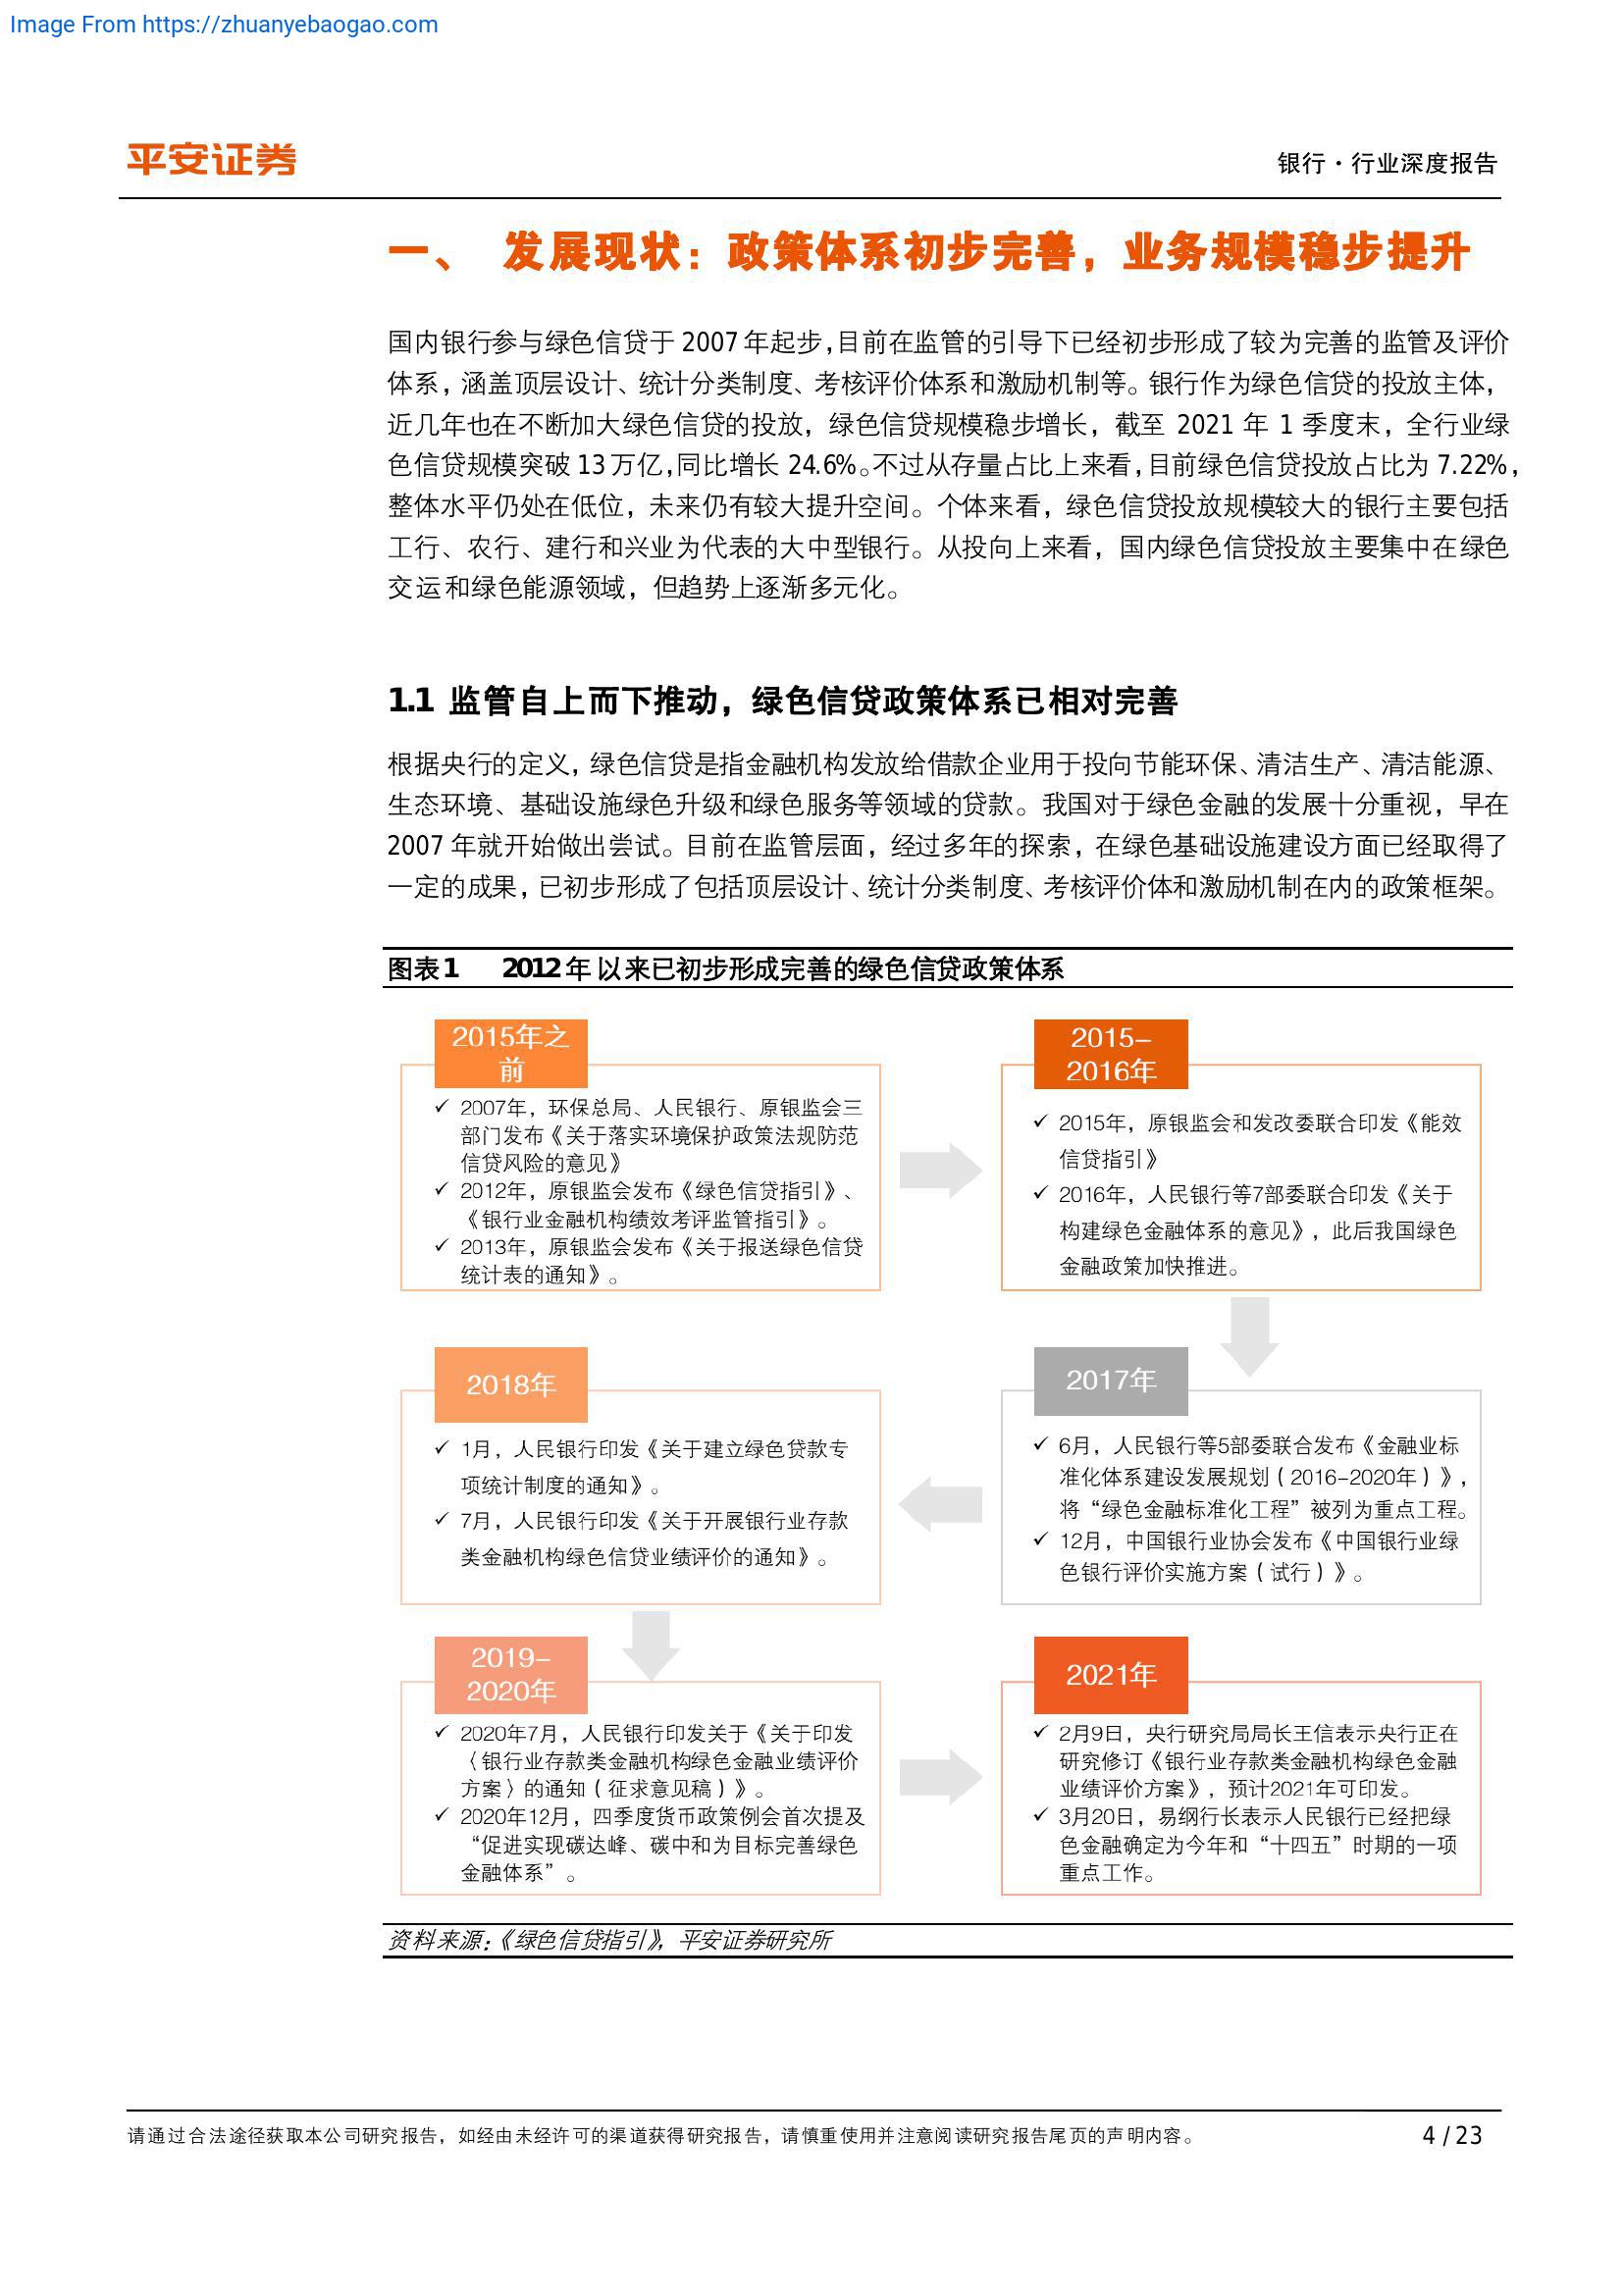 Image From https://zhuanyebaogao.com
平安证券
银行·行业深度报告
一、 发展现状：政策体系初步完善，业务规模稳步提升
国内银行参与绿色信贷于 2007 年起步，目前在监管的引导下已经初步形成了较为完善的监管及评价
体系，涵盖顶层设计、统计分类制度、考核评价体系和激励机制等。银行作为绿色信贷的投放主体，
近几年也在不断加大绿色信贷的投放，绿色信贷规模稳步增长，截至 2021 年 1 季度末，全行业绿
色信贷规模突破 13 万亿，同比增长 24.6%。不过从存量占比上来看，目前绿色信贷投放占比为 7.22%，
整体水平仍处在低位，未来仍有较大提升空间。个体来看，绿色信贷投放规模较大的银行主要包括
工行、农行、建行和兴业为代表的大中型银行。从投向上来看，国内绿色信贷投放主要集中在绿色
交运和绿色能源领域，但趋势上逐渐多元化。
1.1 监管自上而下推动，绿色信贷政策体系已相对完善
根据央行的定义，绿色信贷是指金融机构发放给借款企业用于投向节能环保、清洁生产、清洁能源、
生态环境、基础设施绿色升级和绿色服务等领域的贷款。我国对于绿色金融的发展十分重视，早在
2007 年就开始做出尝试。目前在监管层面，经过多年的探索，在绿色基础设施建设方面已经取得了
一定的成果，已初步形成了包括顶层设计、统计分类制度、考核评价体和激励机制在内的政策框架。
图表1 2012 年以来已初步形成完善的绿色信贷政策体系
2015年之
前
✓ 2007年，环保总局、人民银行、原银监会三
部门发布《关于落实环境保护政策法规防范
信贷风险的意见》
✓ 2012年，原银监会发布《绿色信贷指引》、
《银行业金融机构绩效考评监管指引》。
✓ 2013年，原银监会发布《关于报送绿色信贷
统计表的通知》。
2015-
2016年
✓ 2015年，原银监会和发改委联合印发《能效
信贷指引》
✓ 2016年，人民银行等7部委联合印发《关于
构建绿色金融体系的意见》，此后我国绿色
金融政策加快推进。
2018年
✓ 1月，人民银行印发《关于建立绿色贷款专
项统计制度的通知》。
✓ 7月，人民银行印发《关于开展银行业存款
类金融机构绿色信贷业绩评价的通知》。
2017年
✓ 6月，人民银行等5部委联合发布《金融业标
准化体系建设发展规划（2016-2020年）》，
将“绿色金融标准化工程”被列为重点工程。
✓ 12月，中国银行业协会发布《中国银行业绿
色银行评价实施方案（试行）》。
2019-
2020年
✓ 2020年7月，人民银行印发关于《关于印发
〈银行业存款类金融机构绿色金融业绩评价
方案〉的通知（征求意见稿）》。
✓ 2020年12月，四季度货币政策例会首次提及
“促进实现碳达峰、碳中和为目标完善绿色
金融体系”。
2021年
✓ 2月9日，央行研究局局长王信表示央行正在
研究修订《银行业存款类金融机构绿色金融
业绩评价方案》，预计2021年可印发。
✓ 3月20日，易纲行长表示人民银行已经把绿
色金融确定为今年和“十四五”时期的一项
重点工作。
资料来源：《绿色信贷指引》，平安证券研究所
请通过合法途径获取本公司研究报告，如经由未经许可的渠道获得研究报告，请慎重使用并注意阅读研究报告尾页的声明内容。
4 / 23